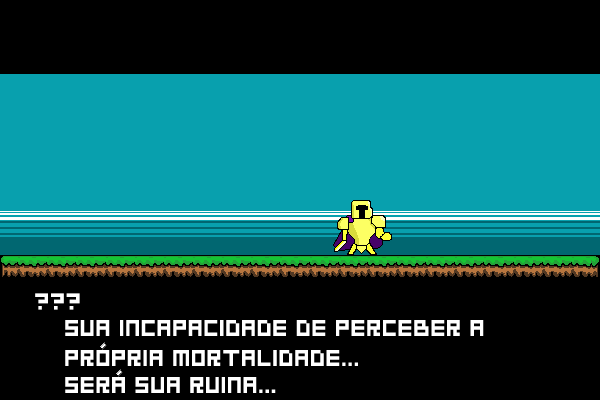 ???
SUA INCAPACIDADE DE PERCEBER A
PRÓPRIA MORTALIDADE...
SERÁ SUA RUINA...